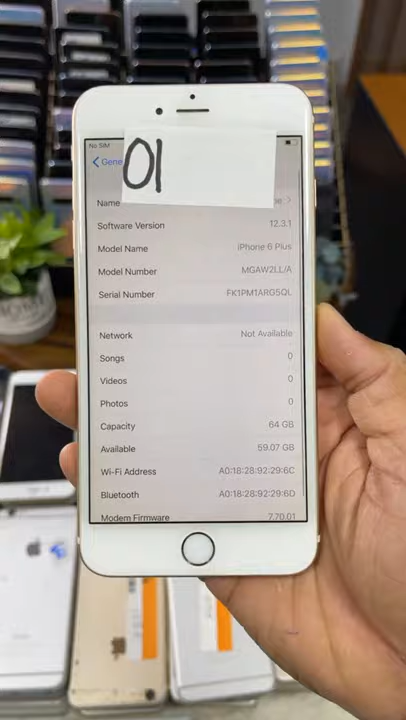 No SIM
01
Gene
Name
Software Version 12.3.1
Model Name iPhone 6 Plus
Model Number MGAW2LL/A
Serial Number FK1PM1ARG5QL
Network Not Available
Songs 0
Videos 0
Photos 0
Capacity 64 GB
Available 59.07 GB
Wi-Fi Address A0:18:28:92:29:6C
Bluetooth A0:18:28:92:29:6D
Modem Firmware 7.70.01